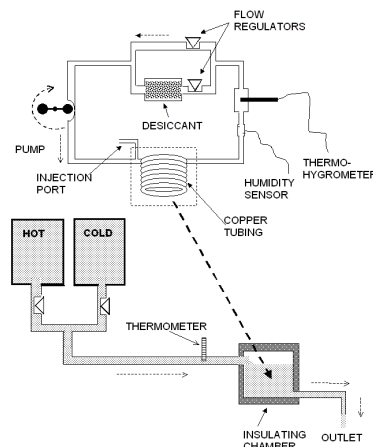 FLOW
REGULATORS
DESICCANT
PUMP
INJECTION
PORT
THERMO-
HYGROMETER
HUMIDITY
SENSOR
COPPER
TUBING
HOT
COLD
THERMOMETER
INSULATING
CHAMBER
OUTLET